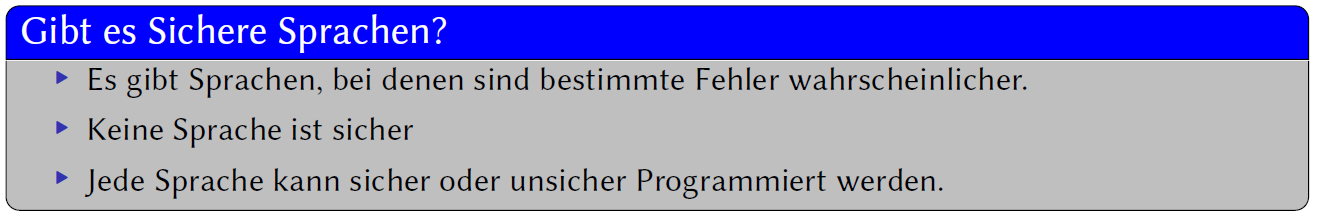 Gibt es Sichere Sprachen?
Es gibt Sprachen, bei denen sind bestimmte Fehler wahrscheinlicher.
Keine Sprache ist sicher
Jede Sprache kann sicher oder unsicher Programmiert werden.